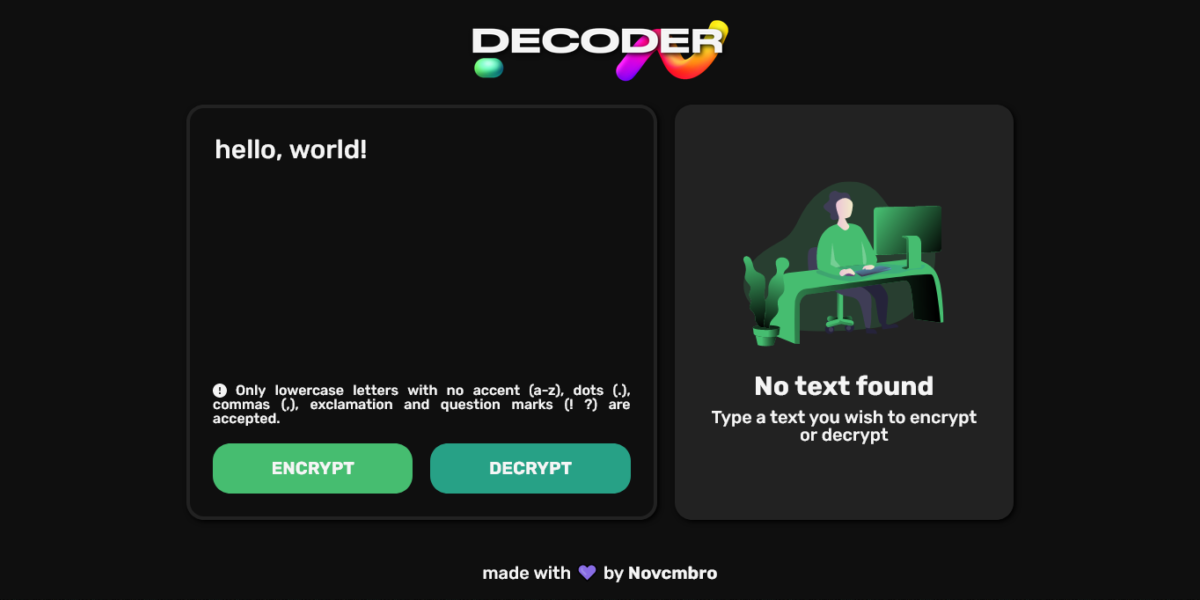 DECODER
hello, world!
Only lowercase letters with no accent (a-z), dots (.),
commas (,), exclamation and question marks (! ?) are
accepted.
ENCRYPT
DECRYPT
No text found
Type a text you wish to encrypt
or decrypt
made with 💜 by Novcmbro